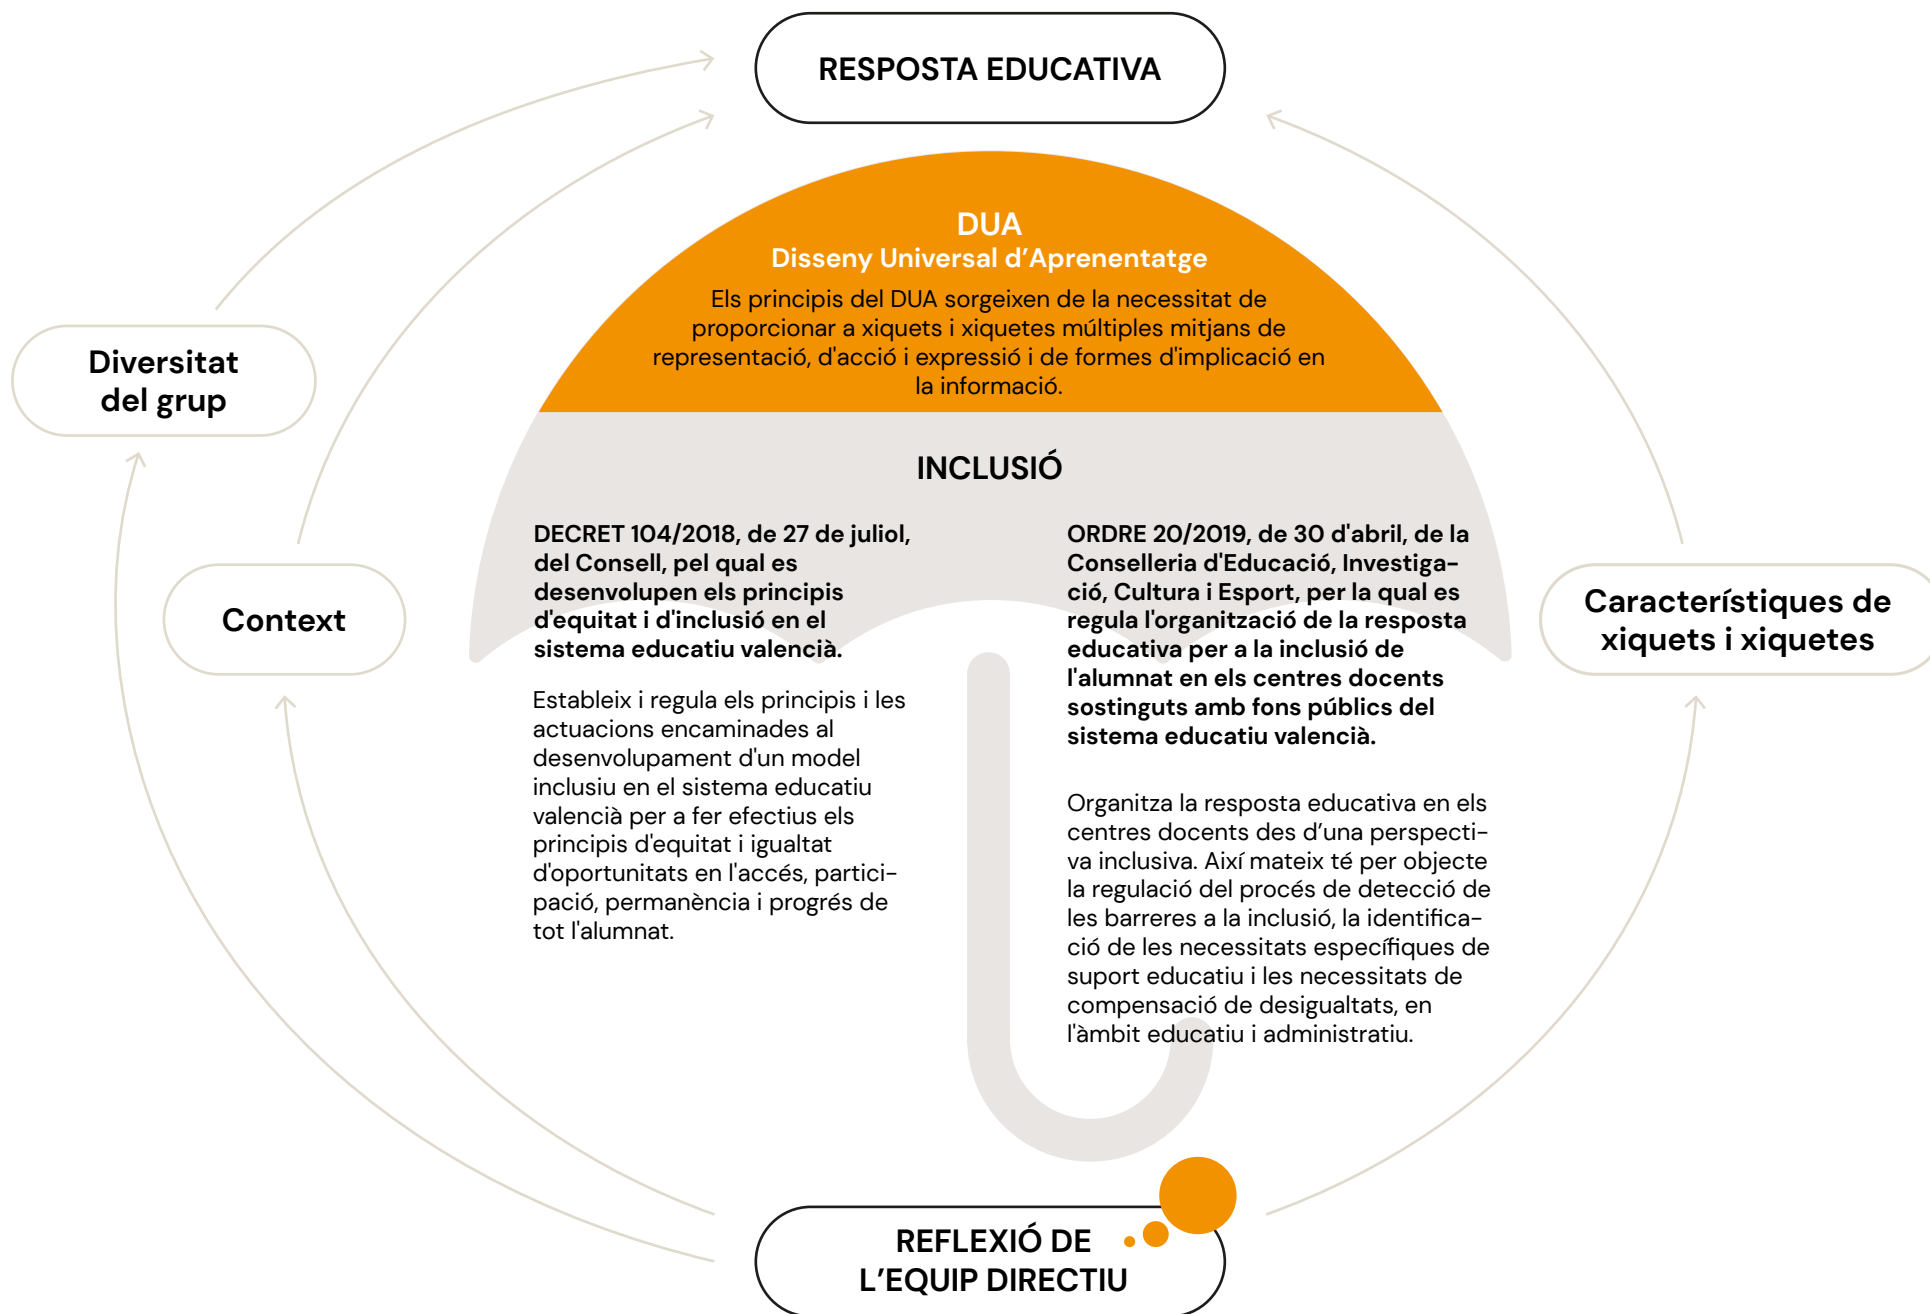 RESPOSTA EDUCATIVA
DUA
Disseny Universal d’Aprenentatge
Els principis del DUA sorgeixen de la necessitat de
proporcionar a xiquets i xiquetes múltiples mitjans de
representació, d'acció i expressió i de formes d'implicació en
la informació.
Diversitat
del grup
Context
INCLUSIÓ
DECRET 104/2018, de 27 de juliol,
del Consell, pel qual es
desenvolupen els principis
d'equitat i d'inclusió en el
sistema educatiu valencià.
Estableix i regula els principis i les
actuacions encaminades al
desenvolupament d'un model
inclusiu en el sistema educatiu
valencià per a fer efectius els
principis d'equitat i igualtat
d'oportunitats en l'accés, partici-
pació, permanència i progrés de
tot l'alumnat.
ORDRE 20/2019, de 30 d'abril, de la
Conselleria d'Educació, Investiga-
ció, Cultura i Esport, per la qual es
regula l'organització de la resposta
educativa per a la inclusió de
l'alumnat en els centres docents
sostinguts amb fons públics del
sistema educatiu valencià.
Organitza la resposta educativa en els
centres docents des d’una perspecti-
va inclusiva. Així mateix té per objecte
la regulació del procés de detecció de
les barreres a la inclusió, la identifica-
ció de les necessitats específiques de
suport educatiu i les necessitats de
compensació de desigualtats, en
l'àmbit educatiu i administratiu.
Característiques de
xiquets i xiquetes
REFLEXIÓ DE
L’EQUIP DIRECTIU